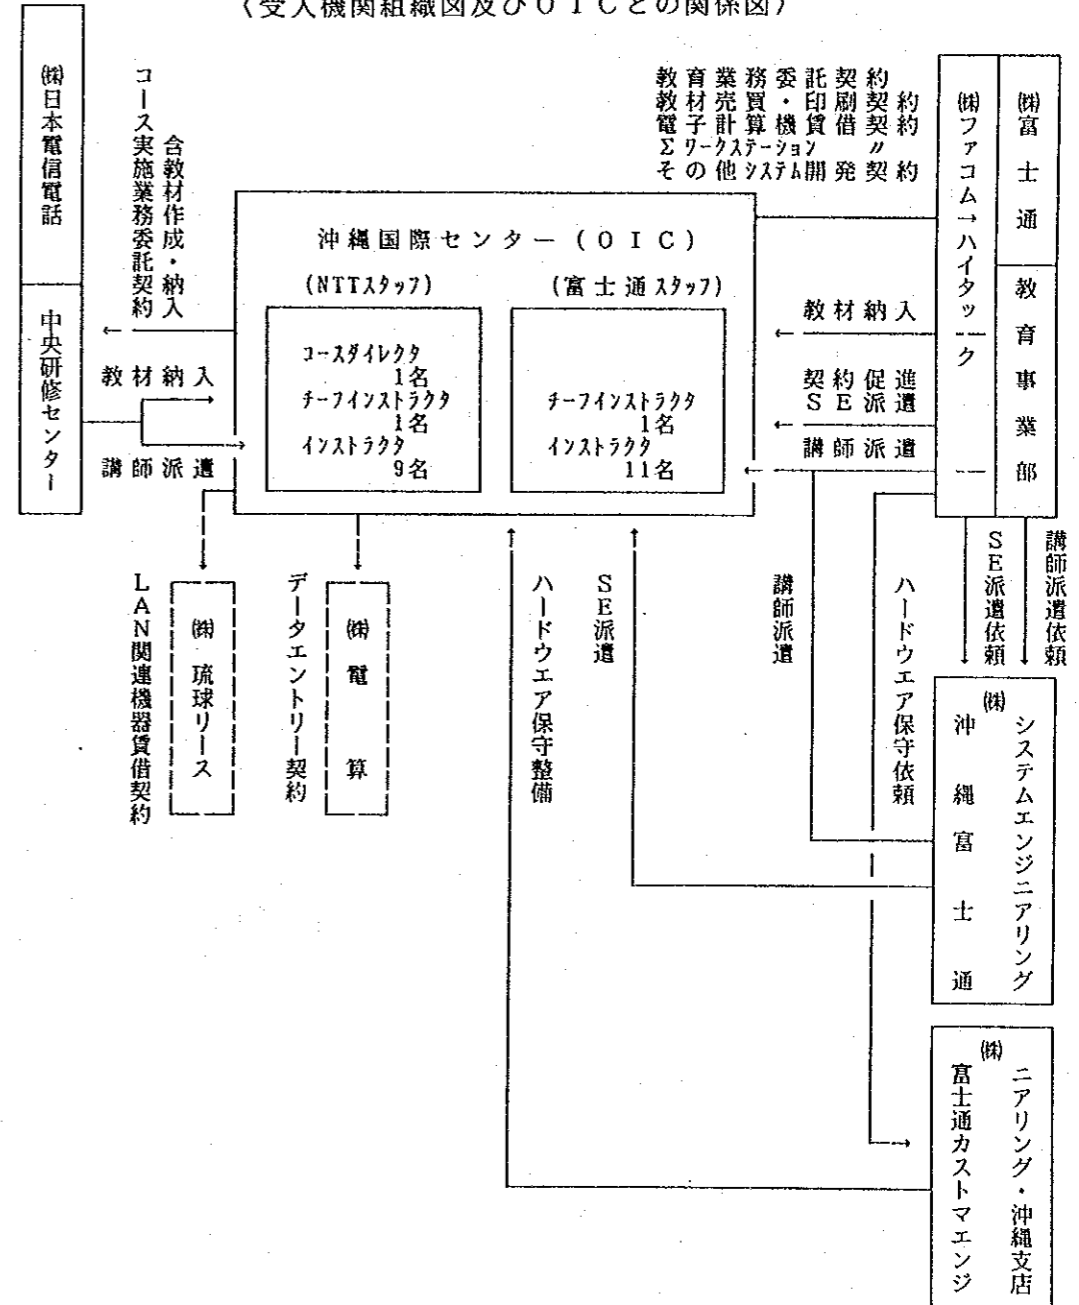 〈受入機関組織図及びOICとの関係図〉
㈱日本電信電話
中央研修センター
コース実施業務委託契約
含教材作成・納入
教材納入
講師派遣
教育業務委託契約
教材売買・印刷契約
電子計算機賃借契約
Σワークステーション〃
その他システム開発契約
沖縄国際センター(OIC)
(NTTスタッフ)
コースダイレクタ
1名
チーフインストラクタ
1名
インストラクタ
9名
(富士通スタッフ)
チーフインストラクタ
1名
インストラクタ
11名
教材納入
契約促進
SE派遣
講師派遣
㈱ファコム→ハイタック
㈱富士通
教育事業部
LAN関連機器賃借契約
㈱琉球リース
データエントリー契約
㈱電算
ハードウエア保守整備
SE派遣
講師派遣
ハードウエア保守依頼
SE派遣依頼
講師派遣依頼
㈱沖縄富士通
システムエンジニアリング
㈱富士通カストマエンジ
ニアリング・沖縄支店